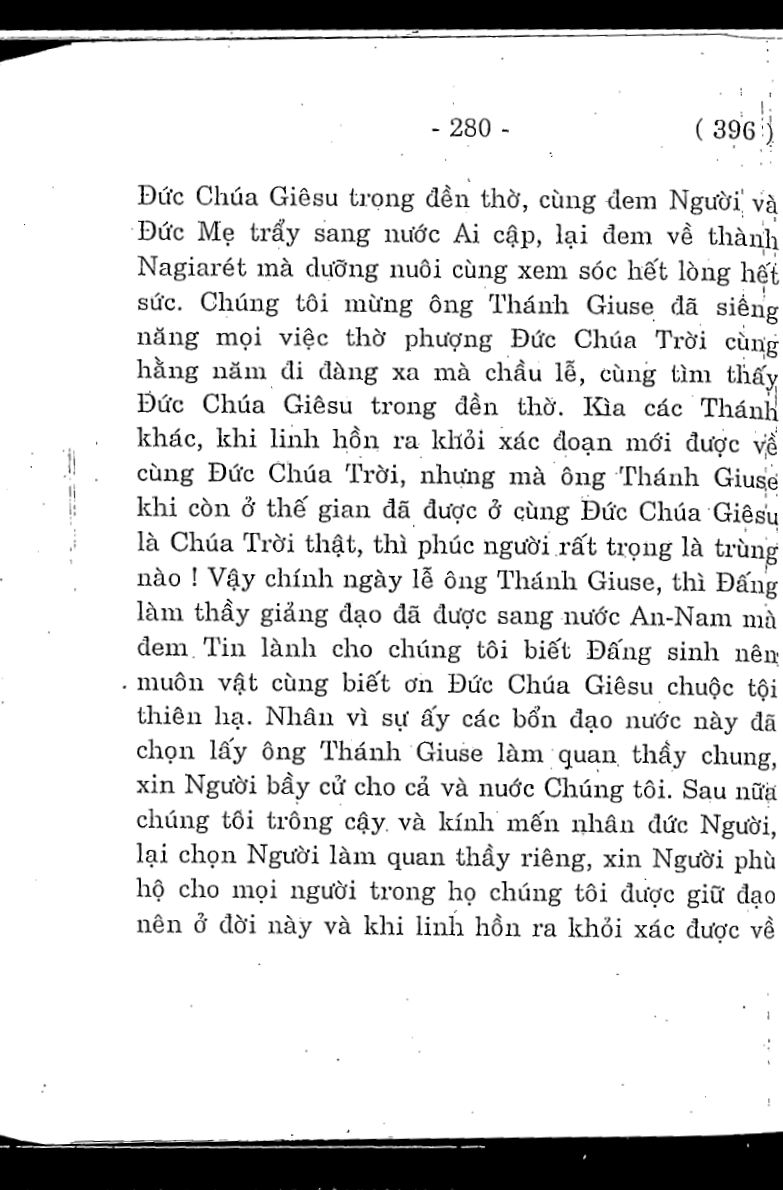 - 280 - ( 396 )
Đức Chúa Giêsu trong đền thờ, cùng đem Người và
Đức Mẹ trẩy sang nước Ai cập, lại đem về thành
Nagiarét mà dưỡng nuôi cùng xem sóc hết lòng hết
sức. Chúng tôi mừng ông Thánh Giuse đã siêng
năng mọi việc thờ phượng Đức Chúa Trời cùng
hằng năm đi đàng xa mà chầu lễ, cùng tìm thấy
Đức Chúa Giêsu trong đền thờ. Kìa các Thánh
khác, khi linh hồn ra khỏi xác đoạn mới được về
cùng Đức Chúa Trời, nhưng mà ông Thánh Giuse
khi còn ở thế gian đã được ở cùng Đức Chúa Giêsu
là Chúa Trời thật, thì phúc người rất trọng là trùng
nào ! Vậy chính ngày lễ ông Thánh Giuse, thì Đấng
làm thầy giảng đạo đã được sang nước An-Nam mà
đem Tin lành cho chúng tôi biết Đấng sinh nên
muôn vật cùng biết ơn Đức Chúa Giêsu chuộc tội
thiên hạ. Nhân vì sự ấy các bổn đạo nước này đã
chọn lấy ông Thánh Giuse làm quan thầy chung,
xin Người bầy cử cho cả và nuớc Chúng tôi. Sau nữa
chúng tôi trông cậy và kính mến nhân đức Người,
lại chọn Người làm quan thầy riêng, xin Người phù
hộ cho mọi người trong họ chúng tôi được giữ đạo
nên ở đời này và khi linh hồn ra khỏi xác được về